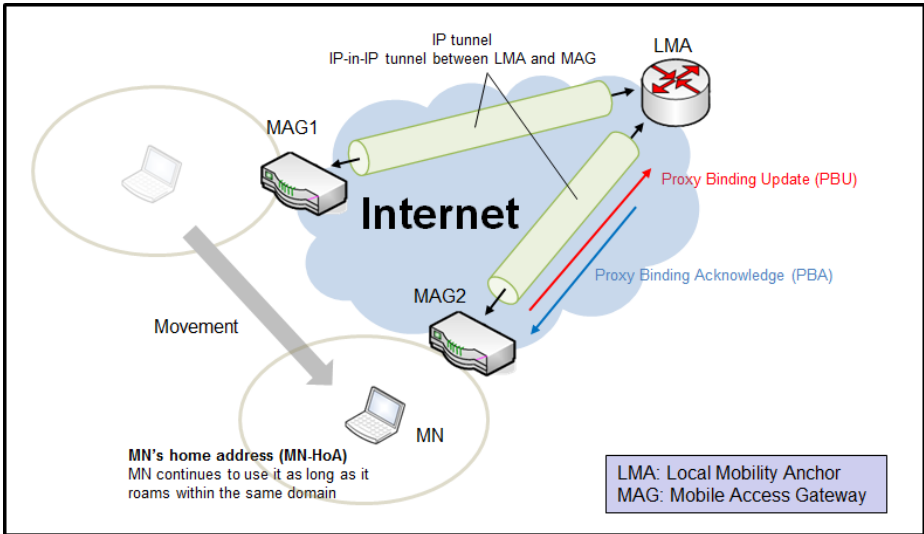 IP tunnel
IP-in-IP tunnel between LMA and MAG
LMA
MAG1
Internet
Proxy Binding Update (PBU)
Proxy Binding Acknowledge (PBA)
MAG2
Movement
MN
MN's home address (MN-HoA)
MN continues to use it as long as it
roams within the same domain
LMA: Local Mobility Anchor
MAG: Mobile Access Gateway